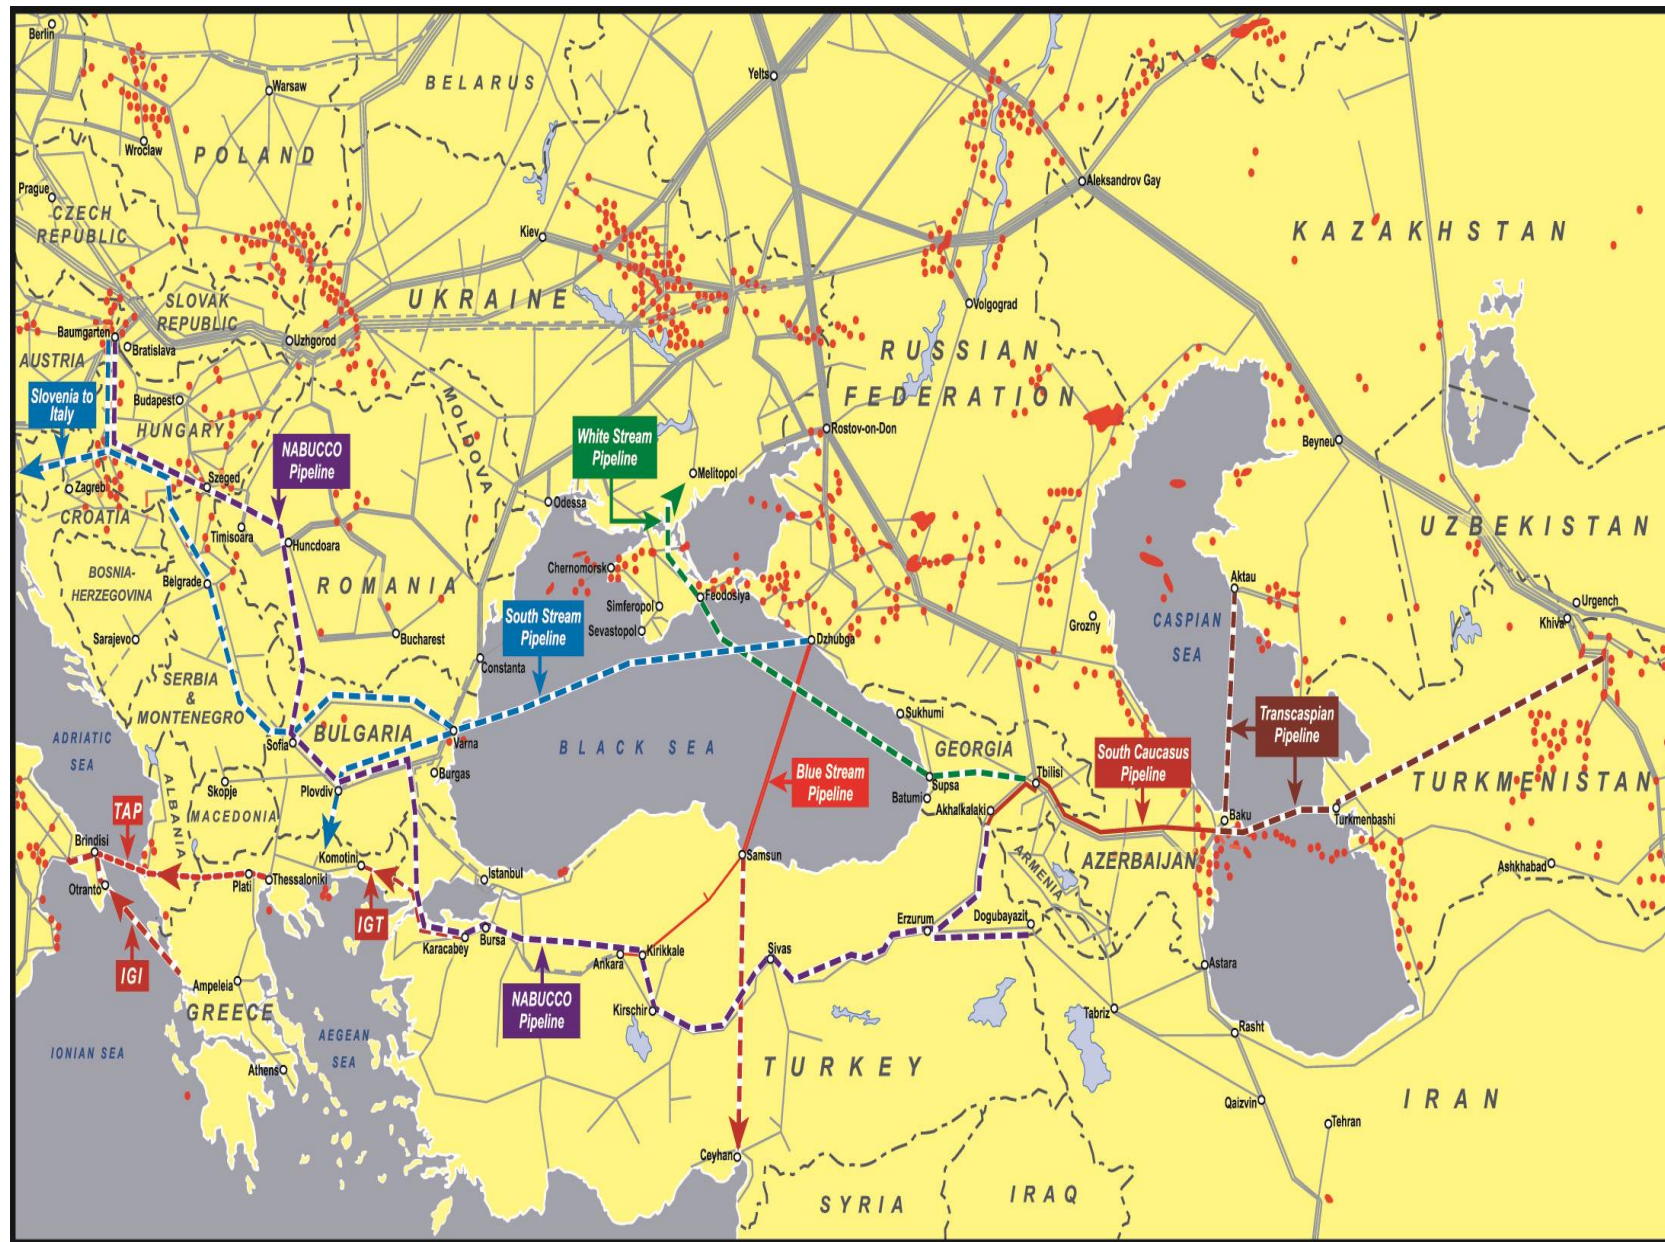 Berlin
Warsaw
BELARUS
Yelts
Wroclaw
POLAND
Aleksandrov Gay
Prague
CZECH
REPUBLIC
Kiev
KAZAKHSTAN
SLOVAK
REPUBLIC
UKRAINE
Volgograd
Baumgarten
Bratislava
Uzhgorod
AUSTRIA
RUSSIAN
FEDERATION
Slovenia to
Italy
Budapest
HUNGARY
MOLDOVA
NABUCCO
Pipeline
White Stream
Pipeline
Rostov-on-Don
Beyneu
Melitopol
Zagreb
Szeged
Odessa
CROATIA
Timisoara
Huncdoara
UZBEKISTAN
BOSNIA-
HERZEGOVINA
Belgrade
ROMANIA
Chernomorsk
Feodosiya
Aktau
Urgench
Simferopol
South Stream
Pipeline
Sevastopol
Grozny
CASPIAN
SEA
Khiva
Sarajevo
Bucharest
Dzhubga
Constanta
SERBIA
&
MONTENEGRO
Sukhumi
Transcaspian
Pipeline
BULGARIA
Sofia
Varna
ADRIATIC
SEA
BLACK SEA
GEORGIA
South Caucasus
Pipeline
Burgas
Blue Stream
Pipeline
Supsa
Tbilisi
TURKMENISTAN
Skopje
Plovdiv
Batumi
Akhalkalaki
ALBANIA
MACEDONIA
TAP
Baku
Turkmenbashi
Brindisi
Komotini
Samsun
ARMENIA
AZERBAIJAN
Ashkhabad
Otranto
Plati
Thessaloniki
Istanbul
IGT
Karacabey
Bursa
Erzurum
Dogubayazit
IGI
Ankara
Kirikkale
Sivas
Astara
Ampeleia
GREECE
NABUCCO
Pipeline
Kirschir
Tabriz
Rasht
IONIAN SEA
AEGEAN
SEA
Athens
TURKEY
Qaizvin
IRAN
Tehran
Ceyhan
SYRIA
IRAQ